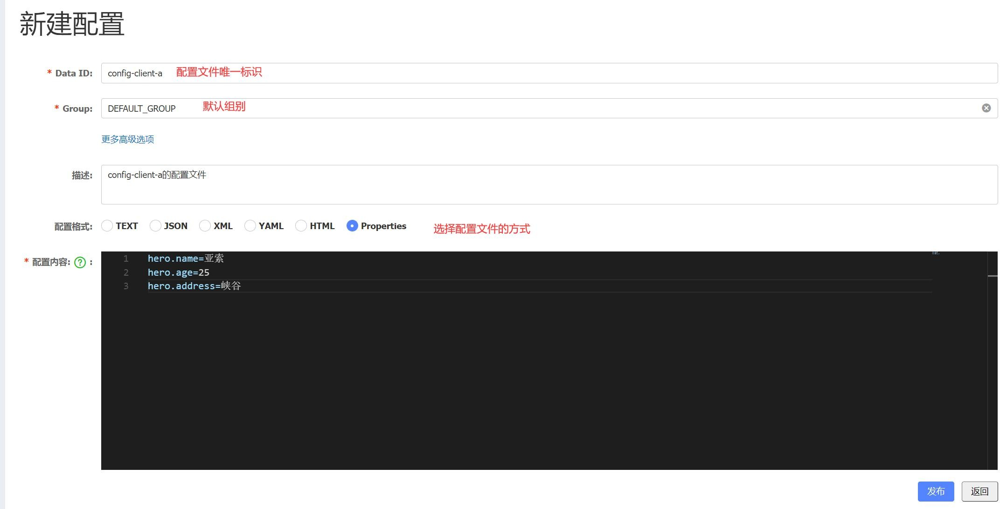 新建配置
* Data ID: config-client-a 配置文件唯一标识
* Group: DEFAULT_GROUP 默认组别
更多高级选项
描述: config-client-a的配置文件
配置格式: TEXT JSON XML YAML HTML Properties 选择配置文件的方式
* 配置内容: ? :
1 hero.name=亚索
2 hero.age=25
3 hero.address=峡谷
发布 返回